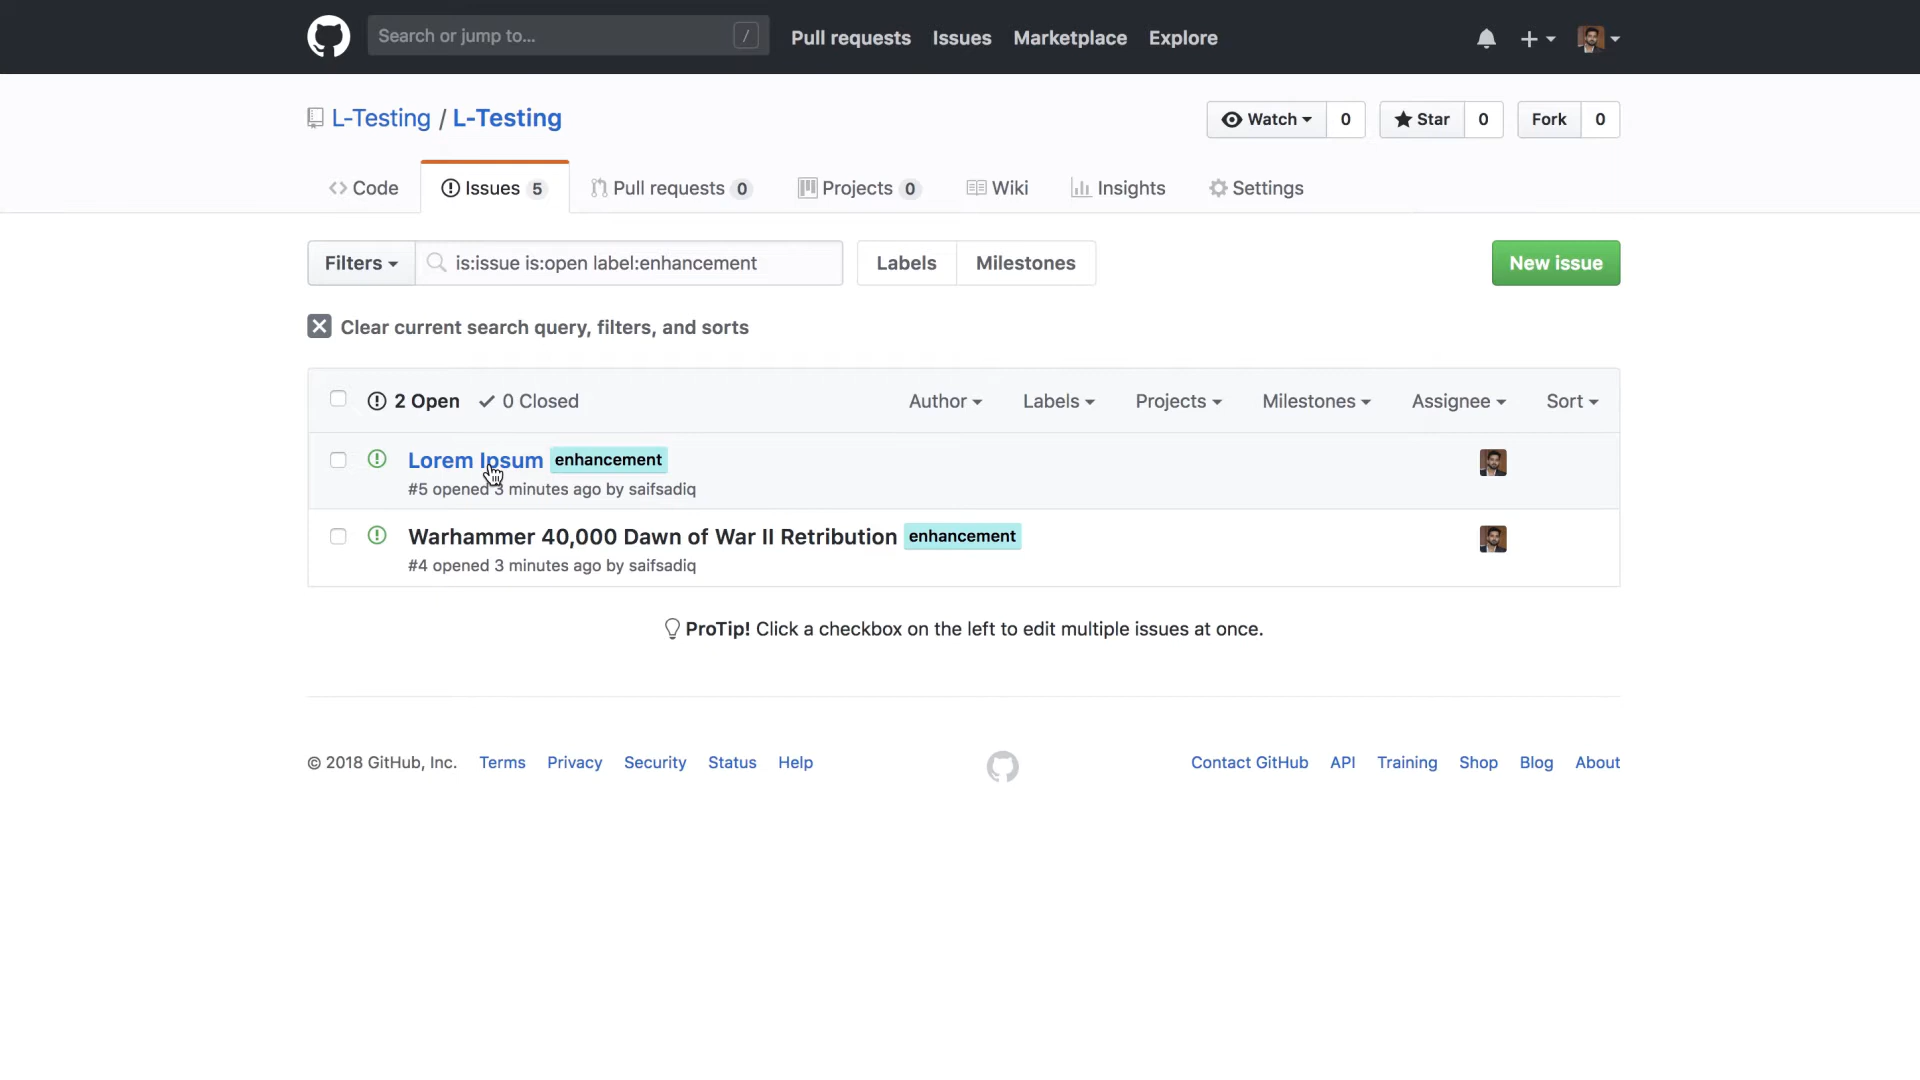 Search or jump to... / Pull requests Issues Marketplace Explore
L-Testing / L-Testing Watch 0 Star 0 Fork 0
Code Issues 5 Pull requests 0 Projects 0 Wiki Insights Settings
Filters is:issue is:open label:enhancement Labels Milestones New issue
Clear current search query, filters, and sorts
2 Open 0 Closed Author Labels Projects Milestones Assignee Sort
Lorem Ipsum enhancement
#5 opened 3 minutes ago by saifsadiq
Warhammer 40,000 Dawn of War II Retribution enhancement
#4 opened 3 minutes ago by saifsadiq
ProTip! Click a checkbox on the left to edit multiple issues at once.
© 2018 GitHub, Inc. Terms Privacy Security Status Help Contact GitHub API Training Shop Blog About